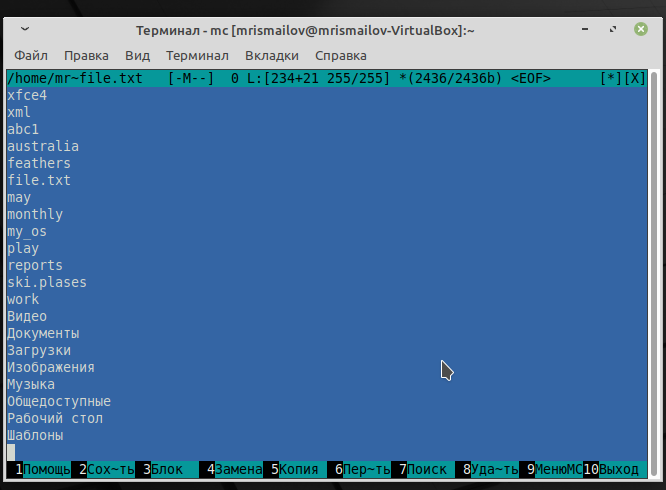 Терминал - mc [mrismailov@mrismailov-VirtualBox]:~
Файл Правка Вид Терминал Вкладки Справка
/home/mr~file.txt [-M--] 0 L:[234+21 255/255] *(2436/2436b) <EOF> [*][X]
xfce4
xml
abc1
australia
feathers
file.txt
may
monthly
my_os
play
reports
ski.plases
work
Видео
Документы
Загрузки
Изображения
Музыка
Общедоступные
Рабочий стол
Шаблоны
1Помощь 2Сох~ть 3Блок 4Замена 5Копия 6Пер~ть 7Поиск 8Уда~ть 9МенюMC 10Выход